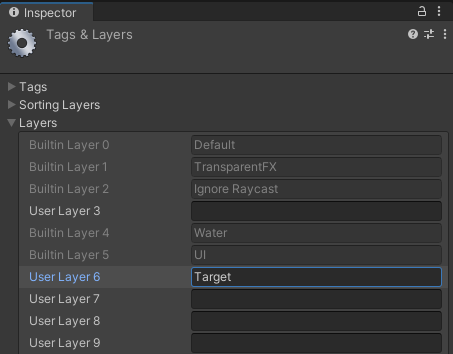 Inspector
Tags & Layers
Tags
Sorting Layers
Layers
Builtin Layer 0 Default
Builtin Layer 1 TransparentFX
Builtin Layer 2 Ignore Raycast
User Layer 3
Builtin Layer 4 Water
Builtin Layer 5 UI
User Layer 6 Target
User Layer 7
User Layer 8
User Layer 9